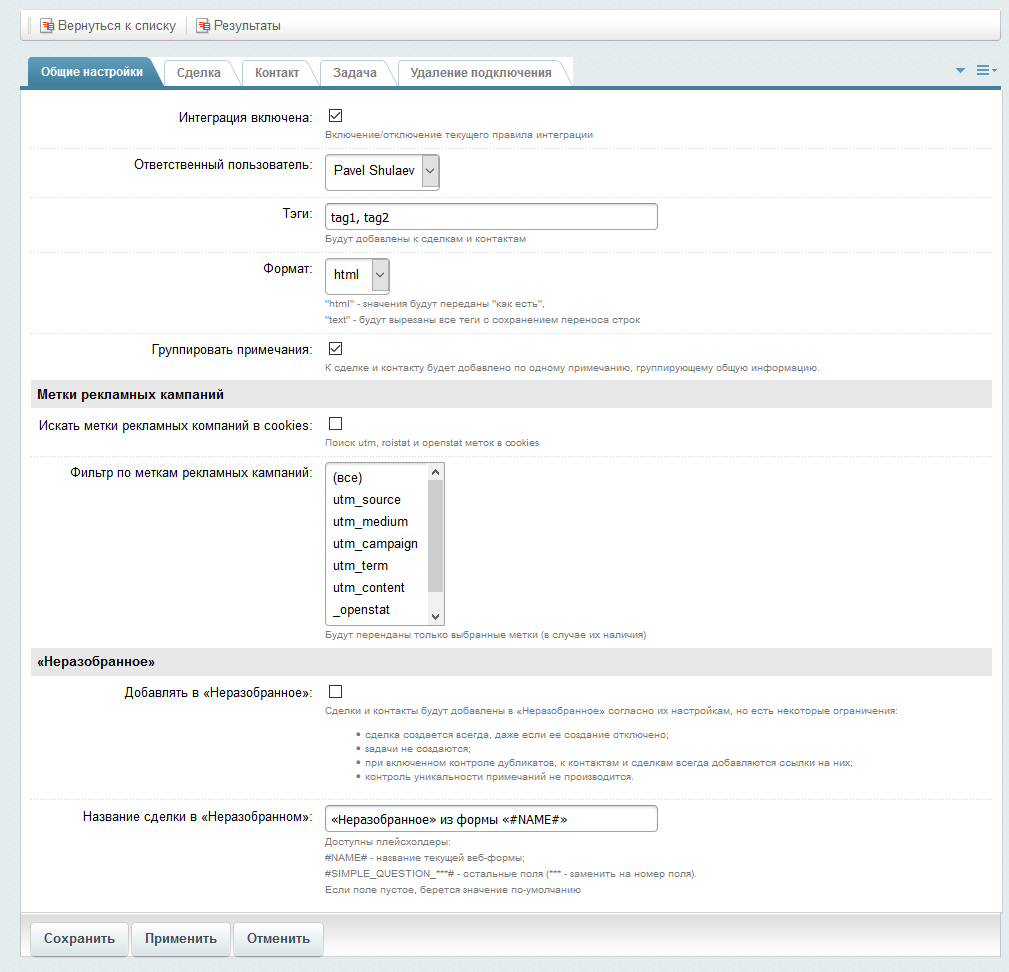 Вернуться к списку
Результаты
Общие настройки
Сделка
Контакт
Задача
Удаление подключения
Интеграция включена:
Включение/отключение текущего правила интеграции
Ответственный пользователь:
Pavel Shulaev
Тэги:
tag1, tag2
Будут добавлены к сделкам и контактам
Формат:
html
"html" - значения будут переданы "как есть",
"text" - будут вырезаны все теги с сохранением переноса строк
Группировать примечания:
К сделке и контакту будет добавлено по одному примечанию, группирующему общую информацию.
Метки рекламных кампаний
Искать метки рекламных компаний в cookies:
Поиск utm, roistat и openstat меток в cookies
Фильтр по меткам рекламных кампаний:
(все)
utm_source
utm_medium
utm_campaign
utm_term
utm_content
_openstat
Будут перенданы только выбранные метки (в случае их наличия)
«Неразобранное»
Добавлять в «Неразобранное»:
Сделки и контакты будут добавлены в «Неразобранное» согласно их настройкам, но есть некоторые ограничения:
• сделка создается всегда, даже если ее создание отключено;
• задачи не создаются;
• при включенном контроле дубликатов, к контактам и сделкам всегда добавляются ссылки на них;
• контроль уникальности примечаний не производится.
Название сделки в «Неразобранном»:
«Неразобранное» из формы «#NAME#»
Доступны плейсхолдеры:
#NAME# - название текущей веб-формы;
#SIMPLE_QUESTION_***# - остальные поля (*** - заменить на номер поля).
Если поле пустое, берется значение по-умолчанию
Сохранить
Применить
Отменить